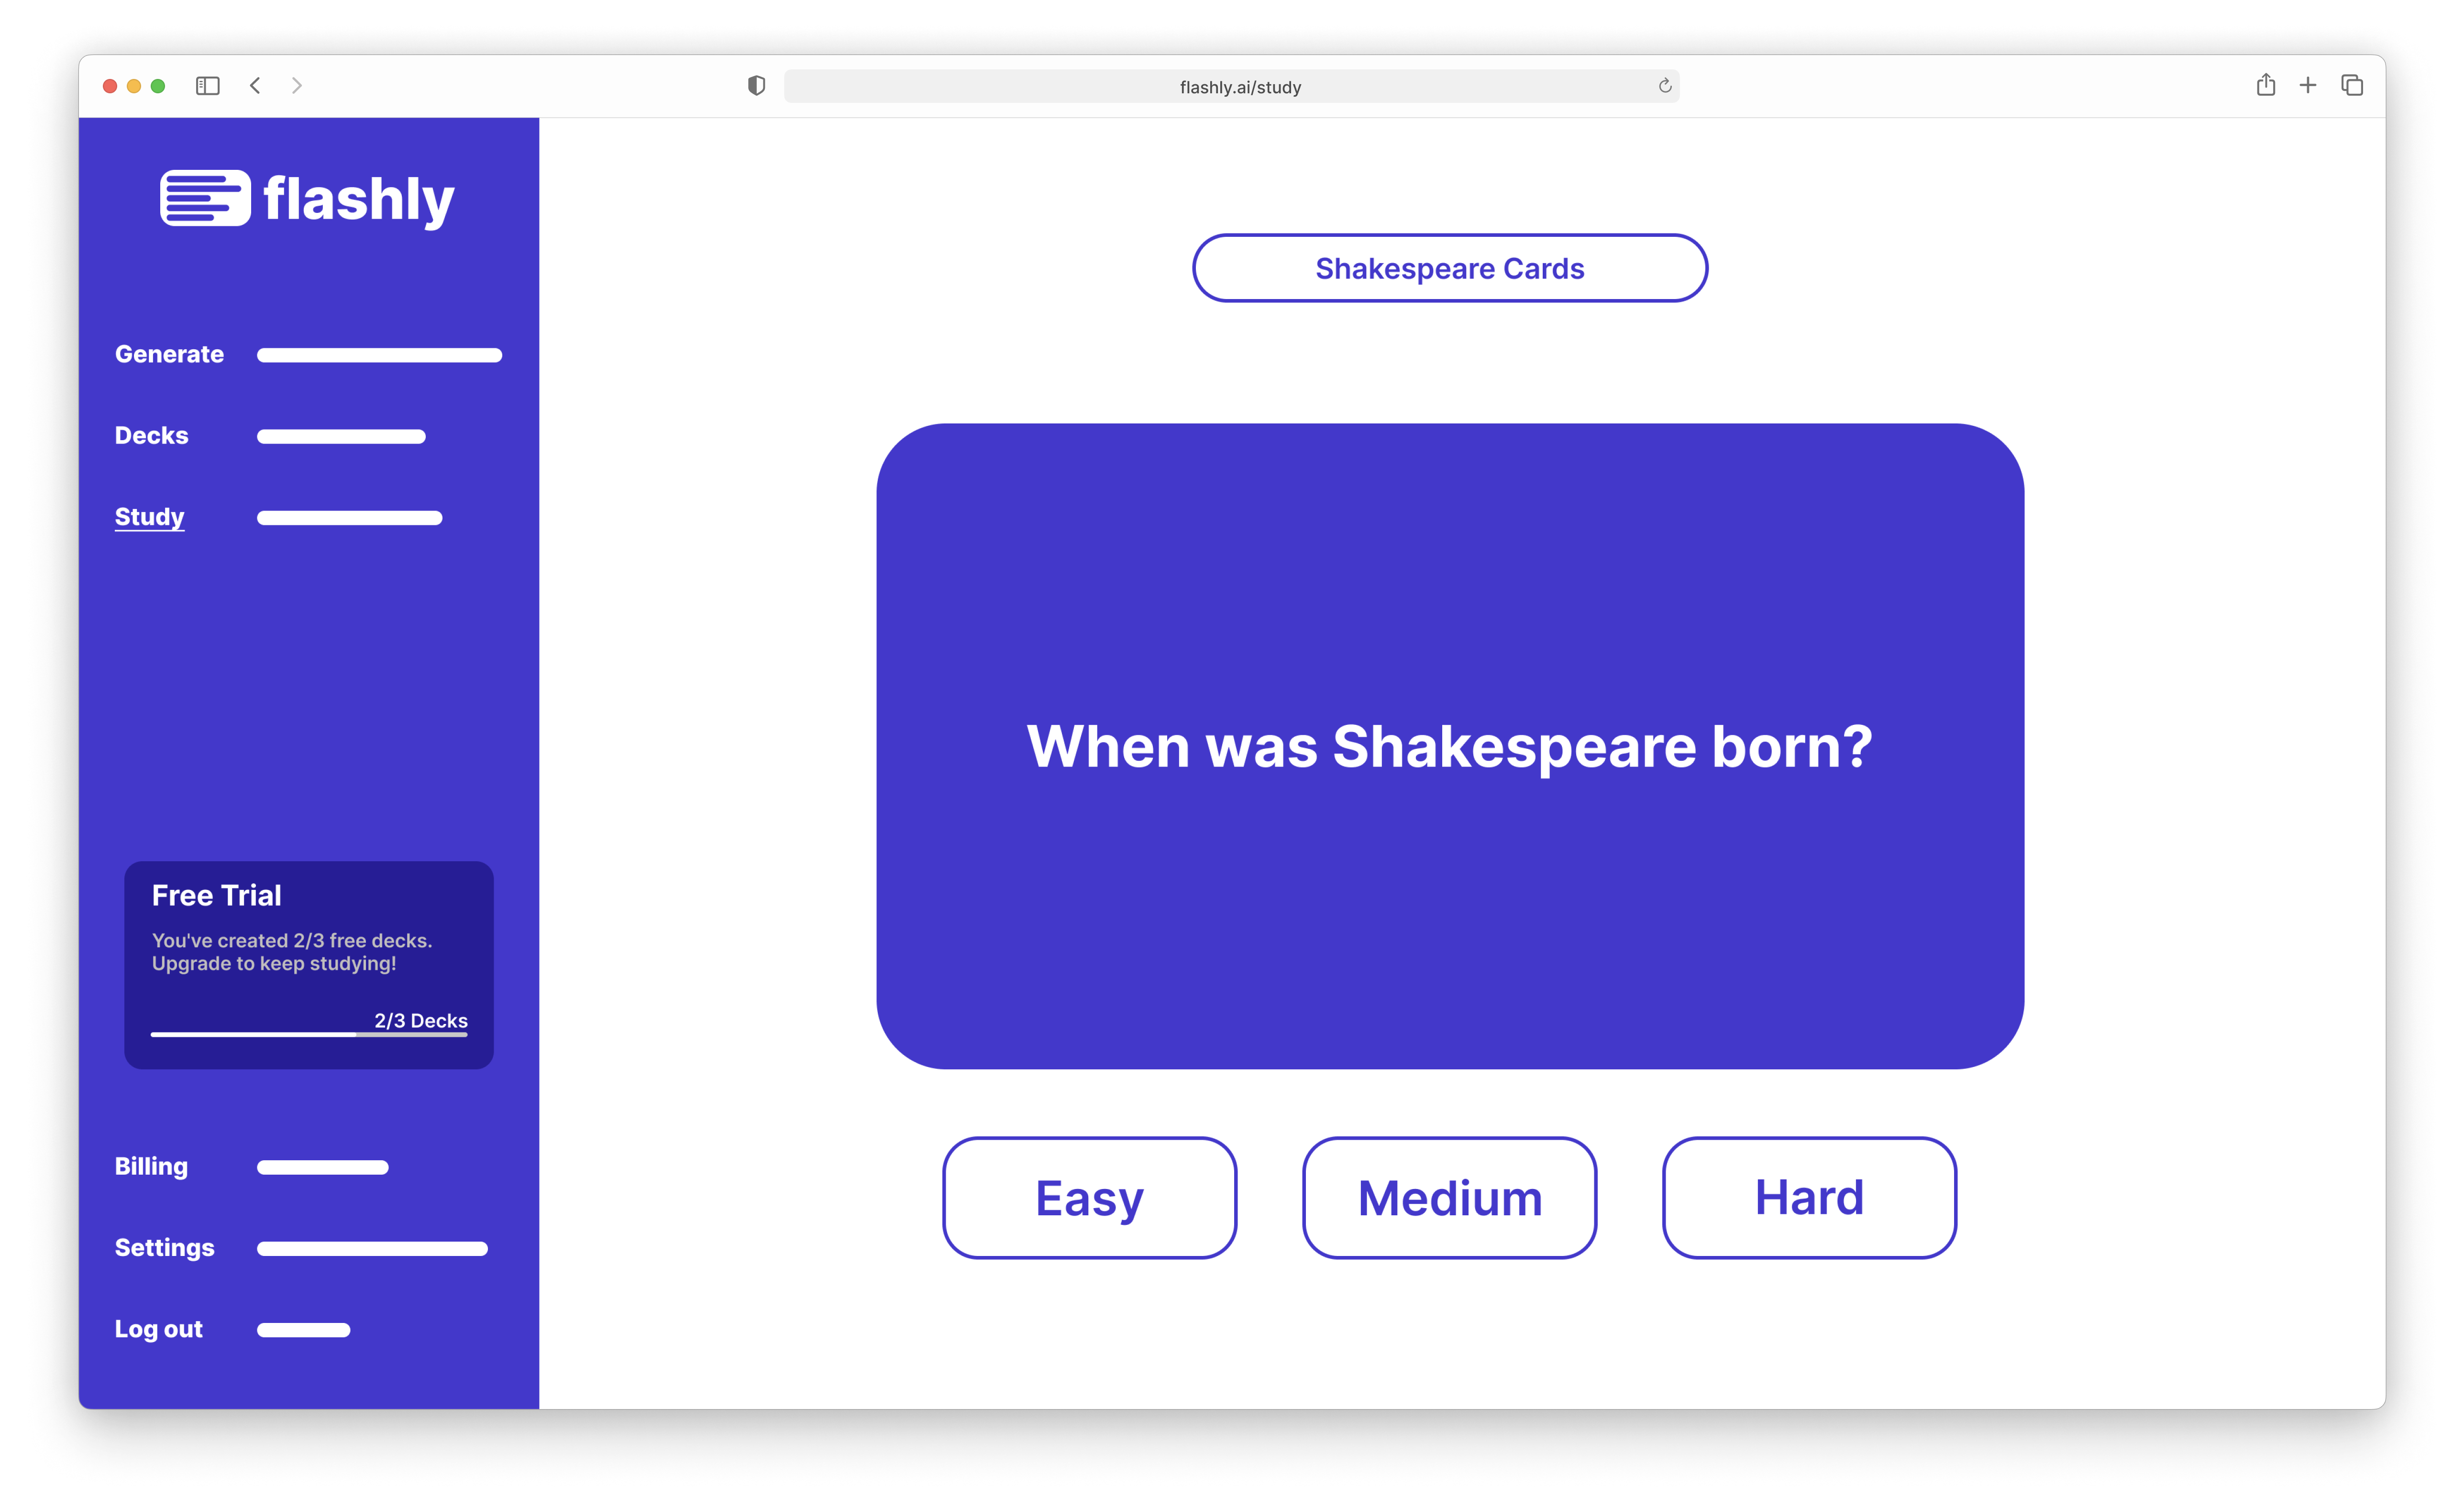 flashly.ai/study
flashly
Generate
Decks
Study
Free Trial
You've created 2/3 free decks.
Upgrade to keep studying!
2/3 Decks
Billing
Settings
Log out
Shakespeare Cards
When was Shakespeare born?
Easy
Medium
Hard